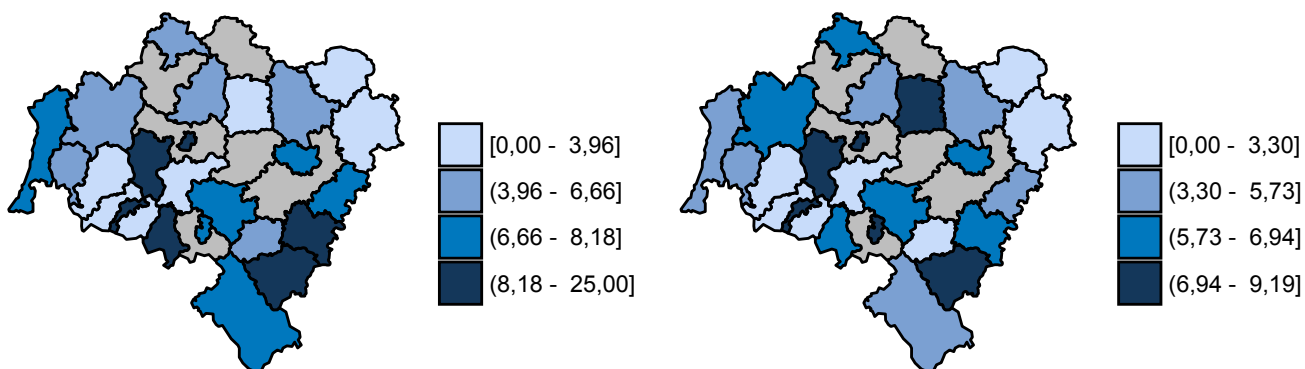 [0,00 - 3,96]
(3,96 - 6,66]
(6,66 - 8,18]
(8,18 - 25,00]
[0,00 - 3,30]
(3,30 - 5,73]
(5,73 - 6,94]
(6,94 - 9,19]